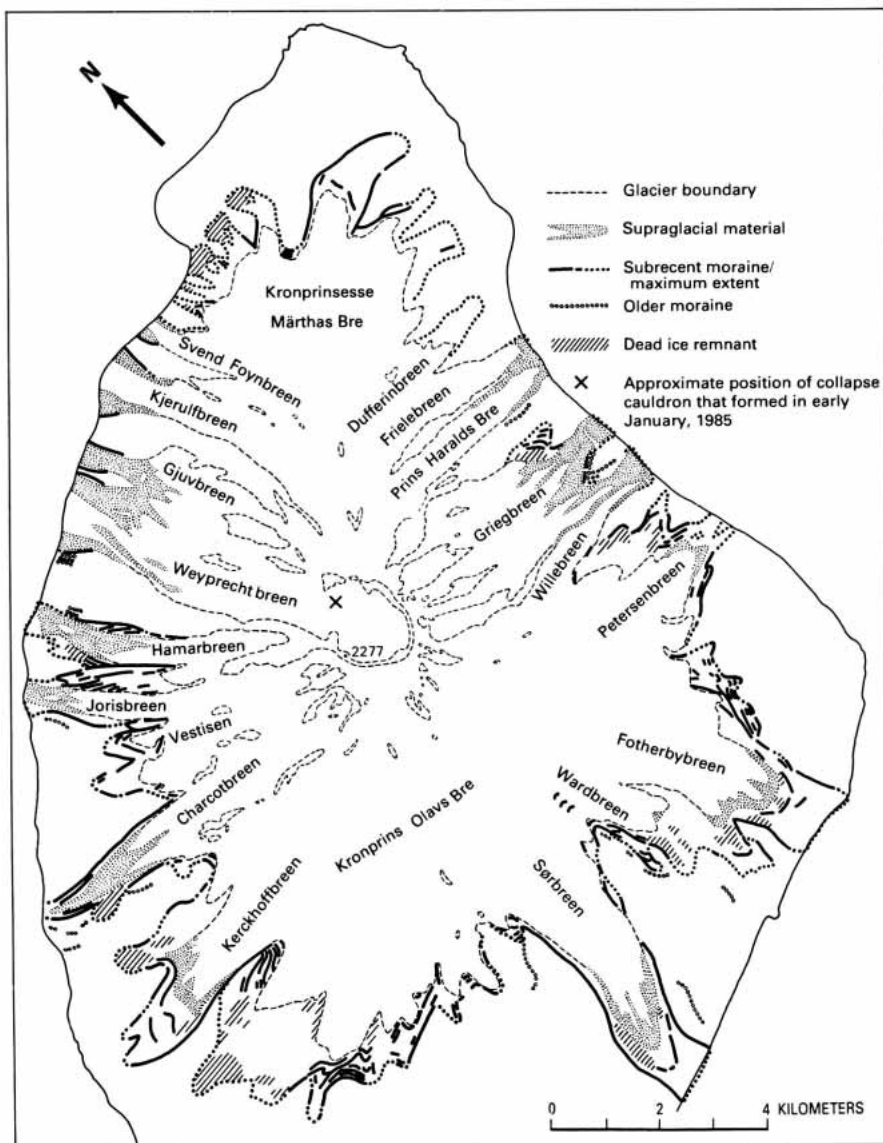 N
Glacier boundary
Supraglacial material
Subrecent moraine/
maximum extent
Older moraine
Dead ice remnant
Approximate position of collapse
cauldron that formed in early
January, 1985
Kronprinsesse
Märthas Bre
Svend Foynbreen
Kjerulfbreen
Dufferinbreen
Frielebreen
Prins Haralds Bre
Gjuvbreen
Griegbreen
Weyprechtbreen
Willebreen
Petersenbreen
2277
Hamarbreen
Jorisbreen
Vestisen
Fotherbybreen
Charcotbreen
Wardbreen
Kronprins Olavs Bre
Sørbreen
Kerckhoffbreen
0 2 4 KILOMETERS